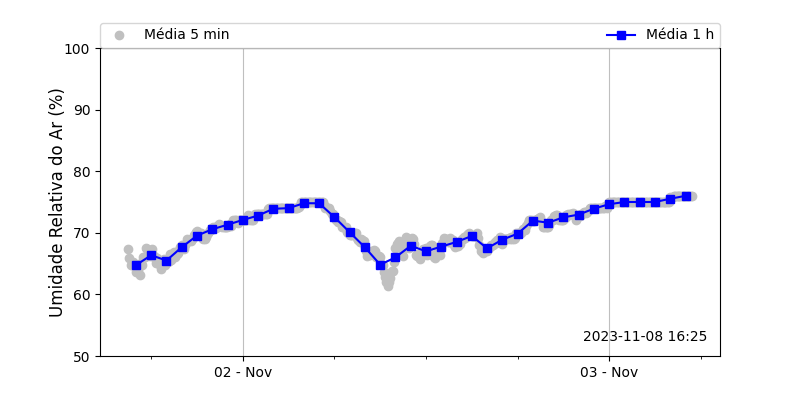 Média 5 min
Média 1 h
Umidade Relativa do Ar (%)
100
90
80
70
60
50
2023-11-08 16:25
02 - Nov
03 - Nov